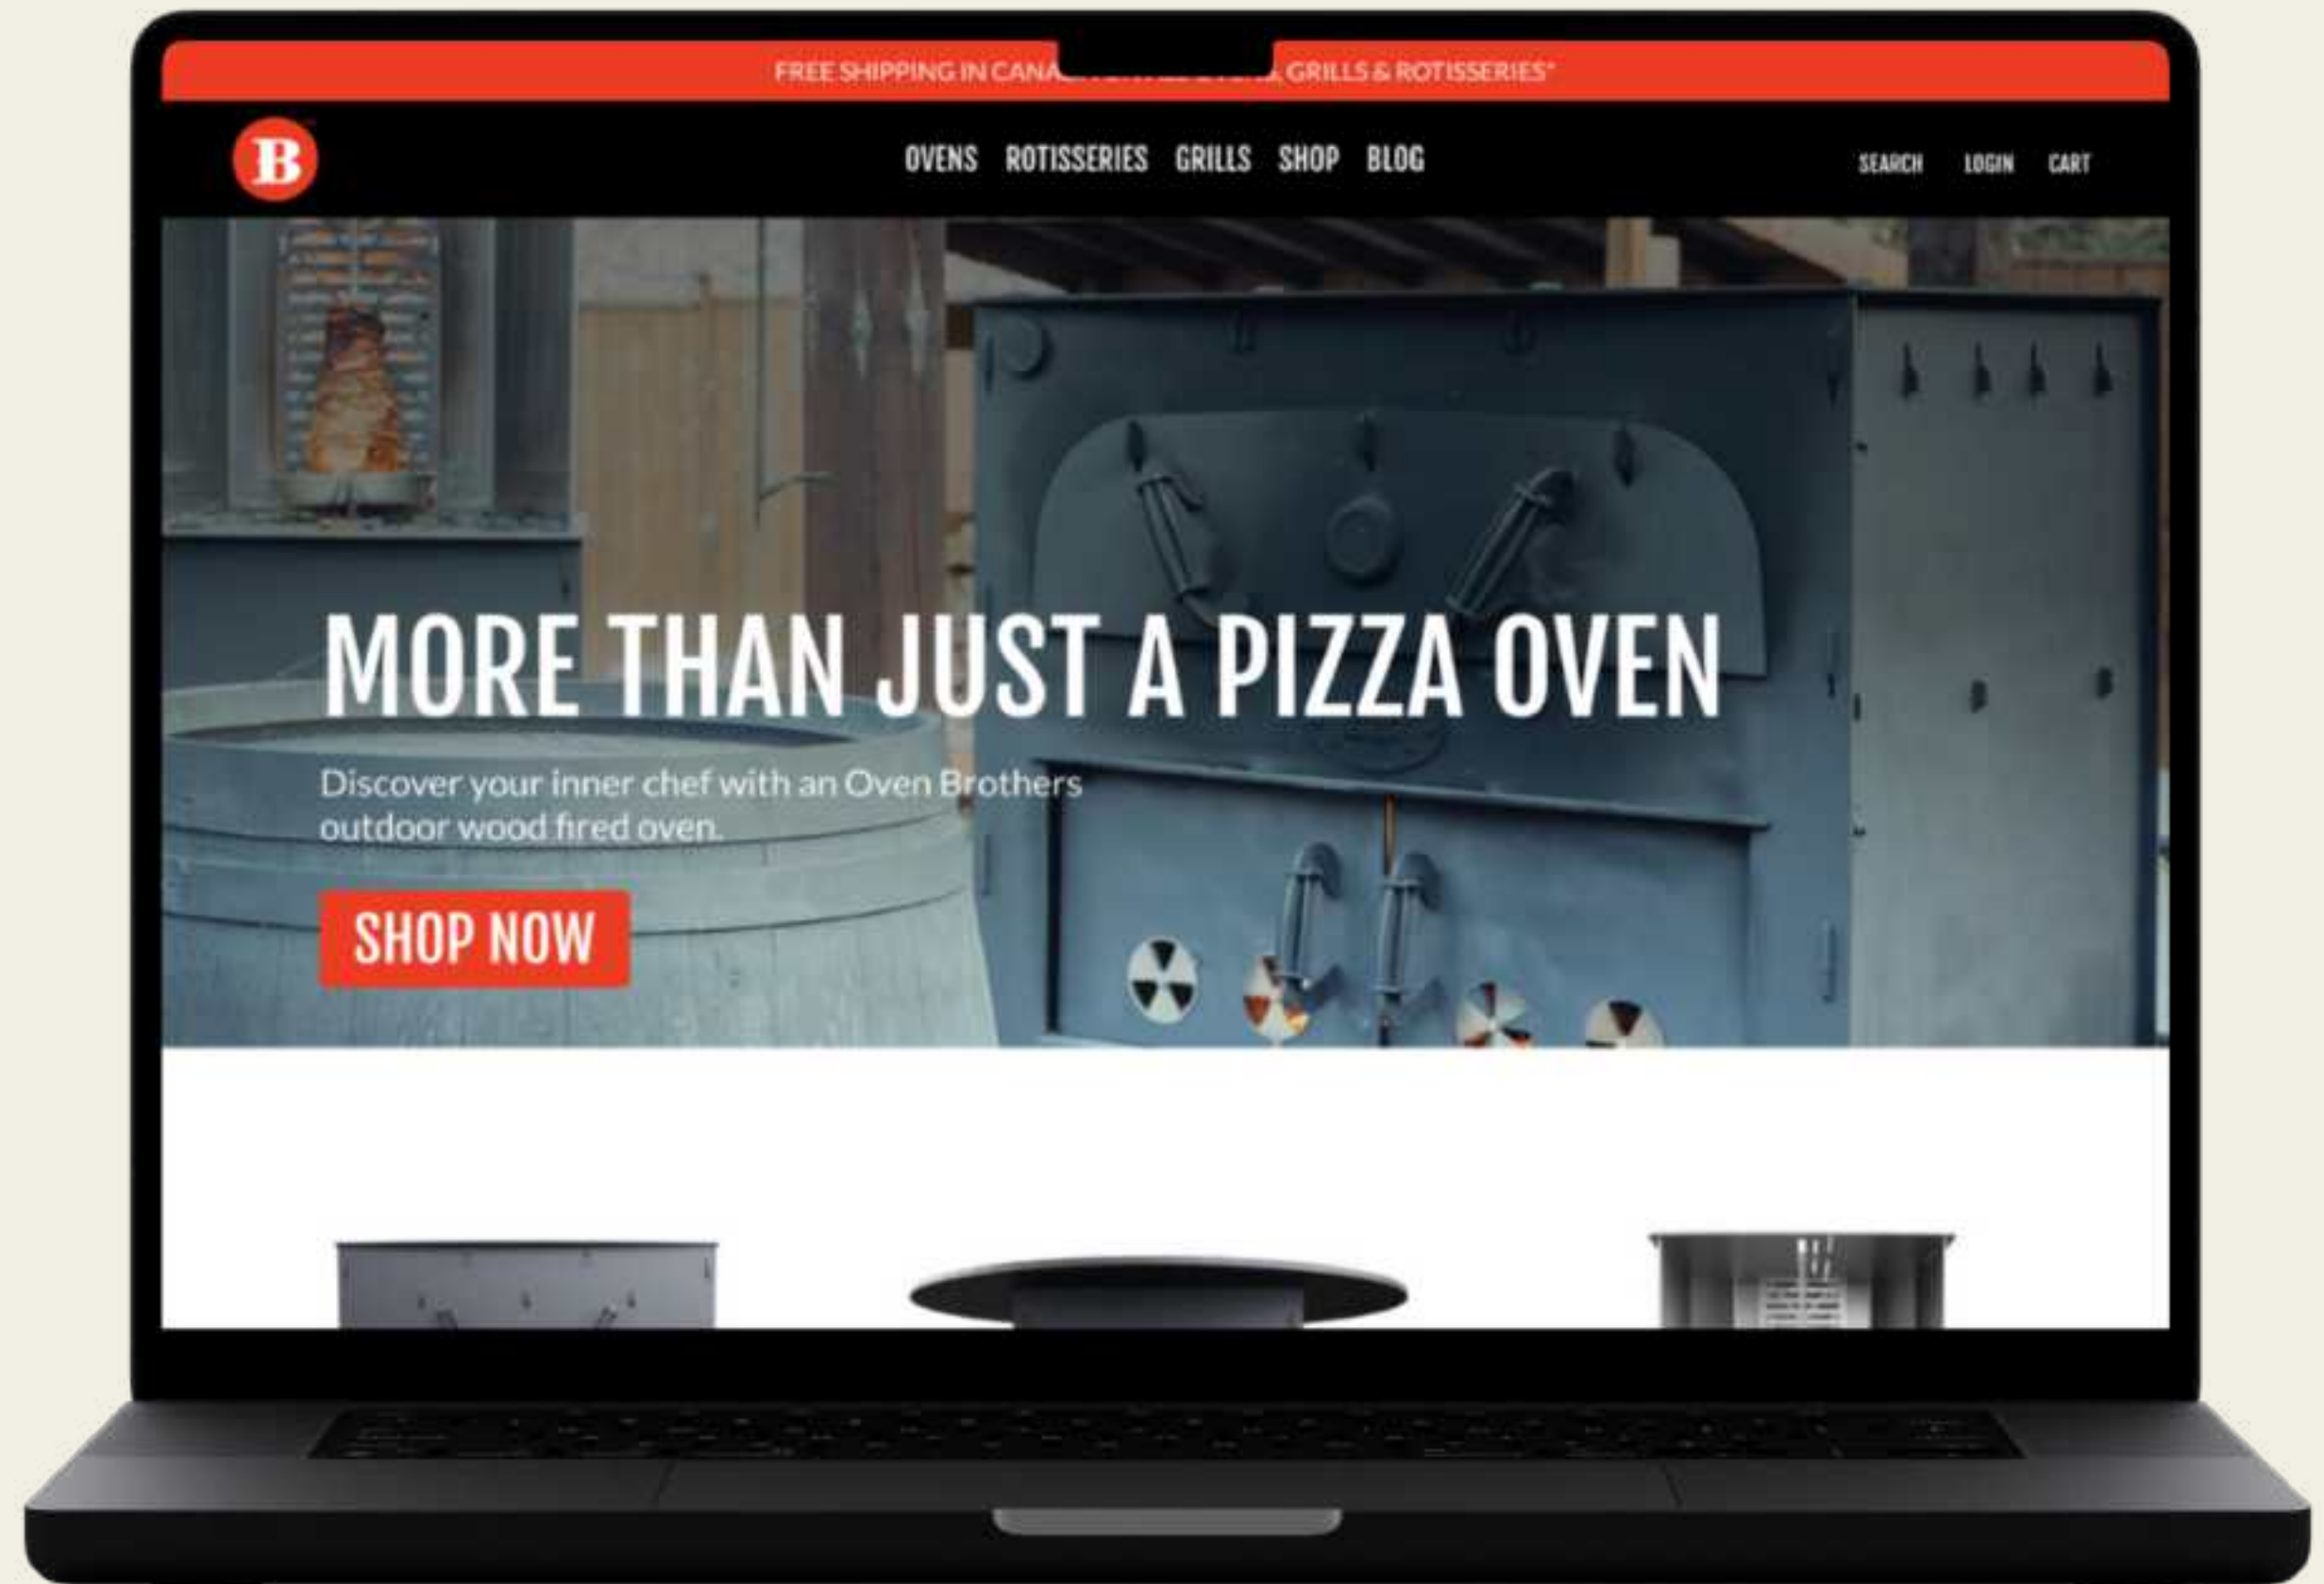 FREE SHIPPING IN CANA , GRILLS & ROTISSERIES*
B
OVENS ROTISSERIES GRILLS SHOP BLOG
SEARCH LOGIN CART
MORE THAN JUST A PIZZA OVEN
Discover your inner chef with an Oven Brothers
outdoor wood fired oven.
SHOP NOW